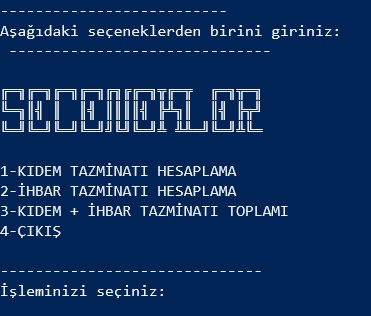 ---------------------------
Aşağıdaki seçeneklerden birini giriniz:
-------------------------------
SEÇENEKLER
1-KIDEM TAZMİNATI HESAPLAMA
2-İHBAR TAZMİNATI HESAPLAMA
3-KIDEM + İHBAR TAZMİNATI TOPLAMI
4-ÇIKIŞ
-------------------------------
İşleminizi seçiniz: